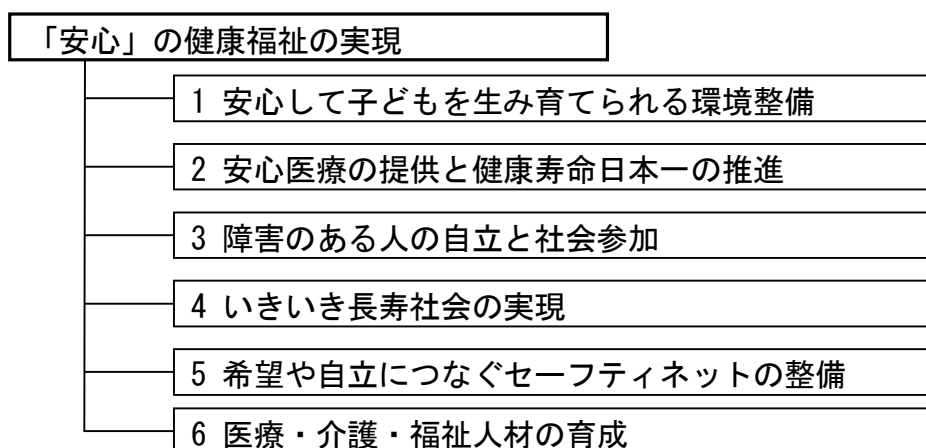 「安心」の健康福祉の実現
1 安心して子どもを生み育てられる環境整備
2 安心医療の提供と健康寿命日本一の推進
3 障害のある人の自立と社会参加
4 いきいき長寿社会の実現
5 希望や自立につなぐセーフティネットの整備
6 医療・介護・福祉人材の育成